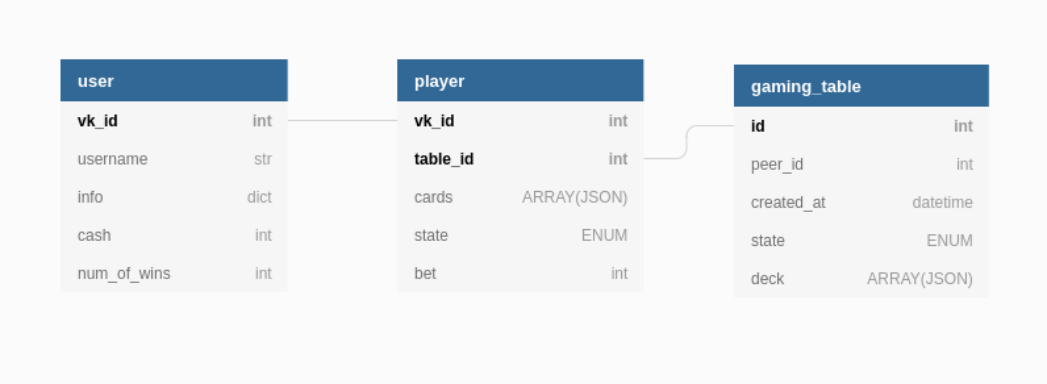 user
vk_id int
username str
info dict
cash int
num_of_wins int
player
vk_id int
table_id int
cards ARRAY(JSON)
state ENUM
bet int
gaming_table
id int
peer_id int
created_at datetime
state ENUM
deck ARRAY(JSON)